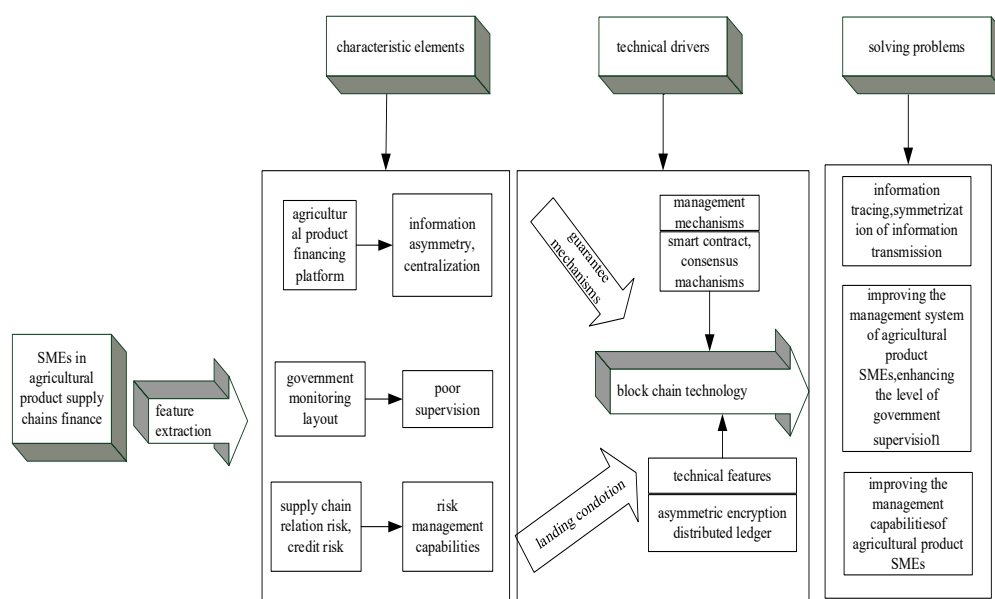 characteristic elements
technical drivers
solving problems
SMEs in
agricultural
product supply
chains finance
feature
extraction
agricultur
al product
financing
platform
information
asymmetry,
centralization
government
monitoring
layout
poor
supervision
supply chain
relation risk,
credit risk
risk
management
capabilities
guarantee
mechanisms
management
mechanisms
smart contract,
consensus
machanisms
block chain technology
landing condotion
technical features
asymmetric encryption
distributed ledger
information
tracing,symmetrizat
ion of information
transmission
improving the
management system
of agricultural
product
SMEs,enhancing
the level of
government
supervision
improving the
management
capabilitiesof
agricultural product
SMEs